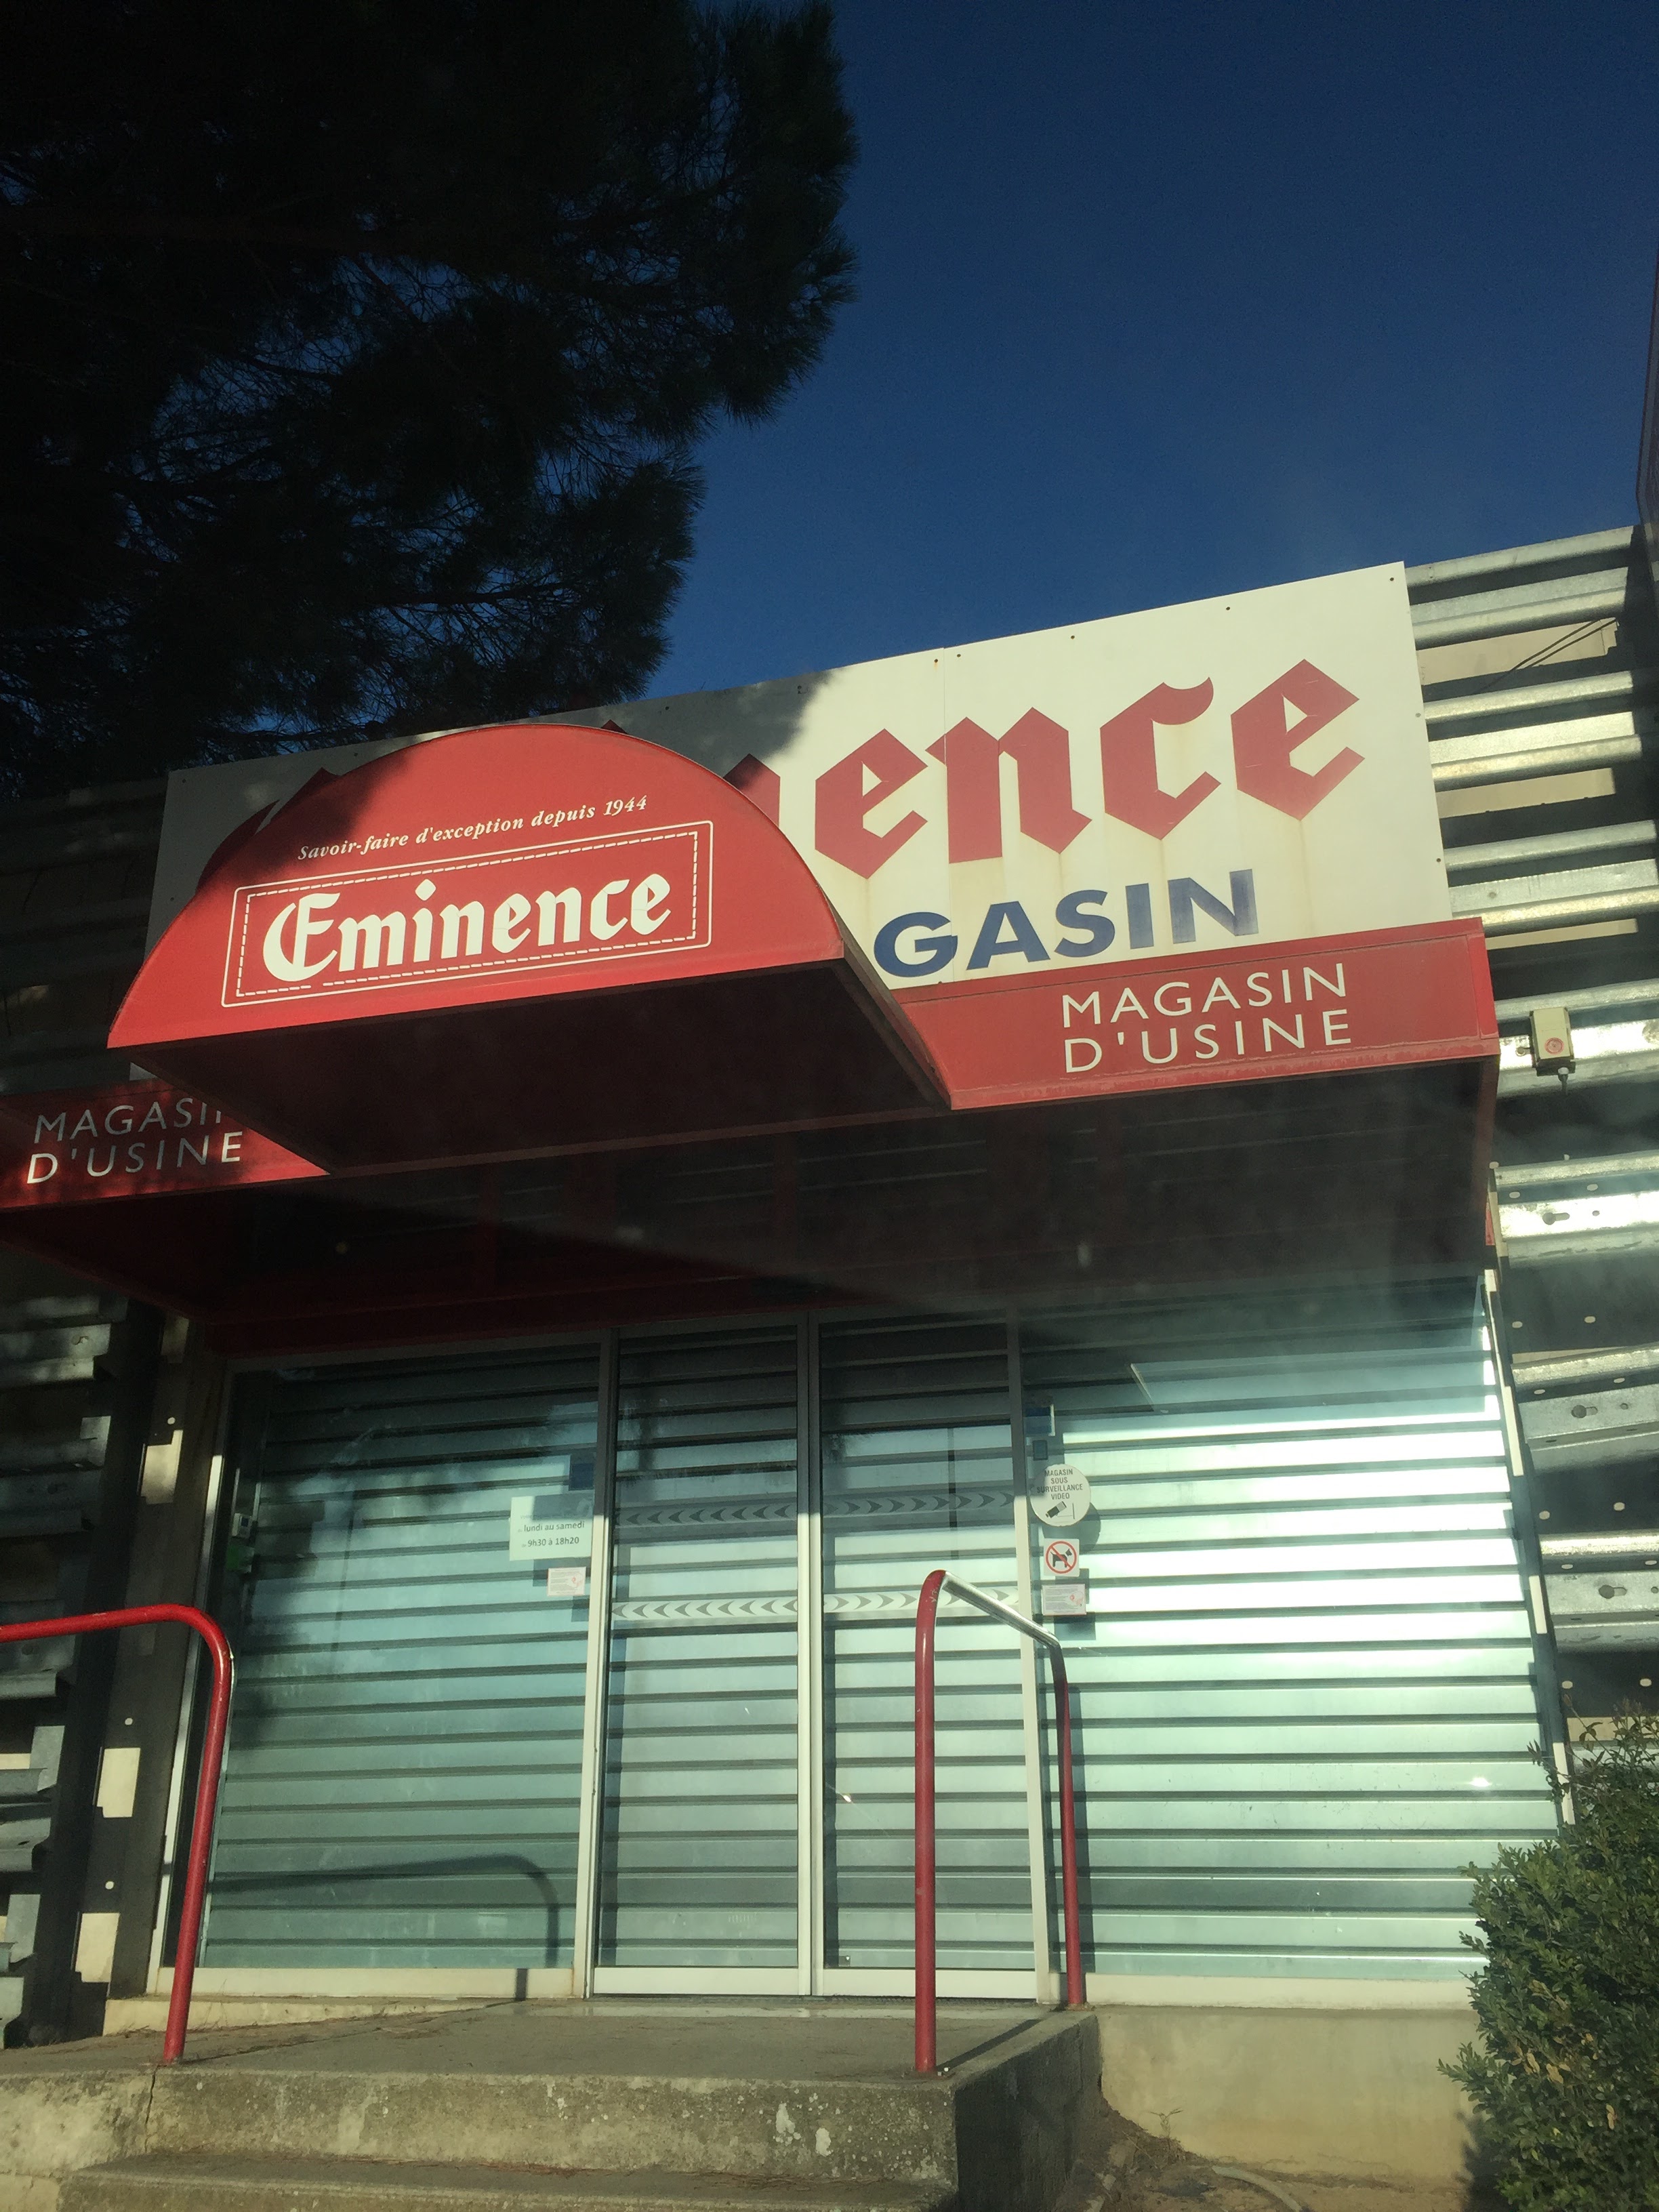 ence
GASIN
Savoir-faire d'exception depuis 1944
Eminence
MAGASIN
D'USINE
MAGASIN
D'USINE
lundi au samedi
9h30 à 18h20
MAGASIN
SOUS
SURVEILLANCE
VIDEO